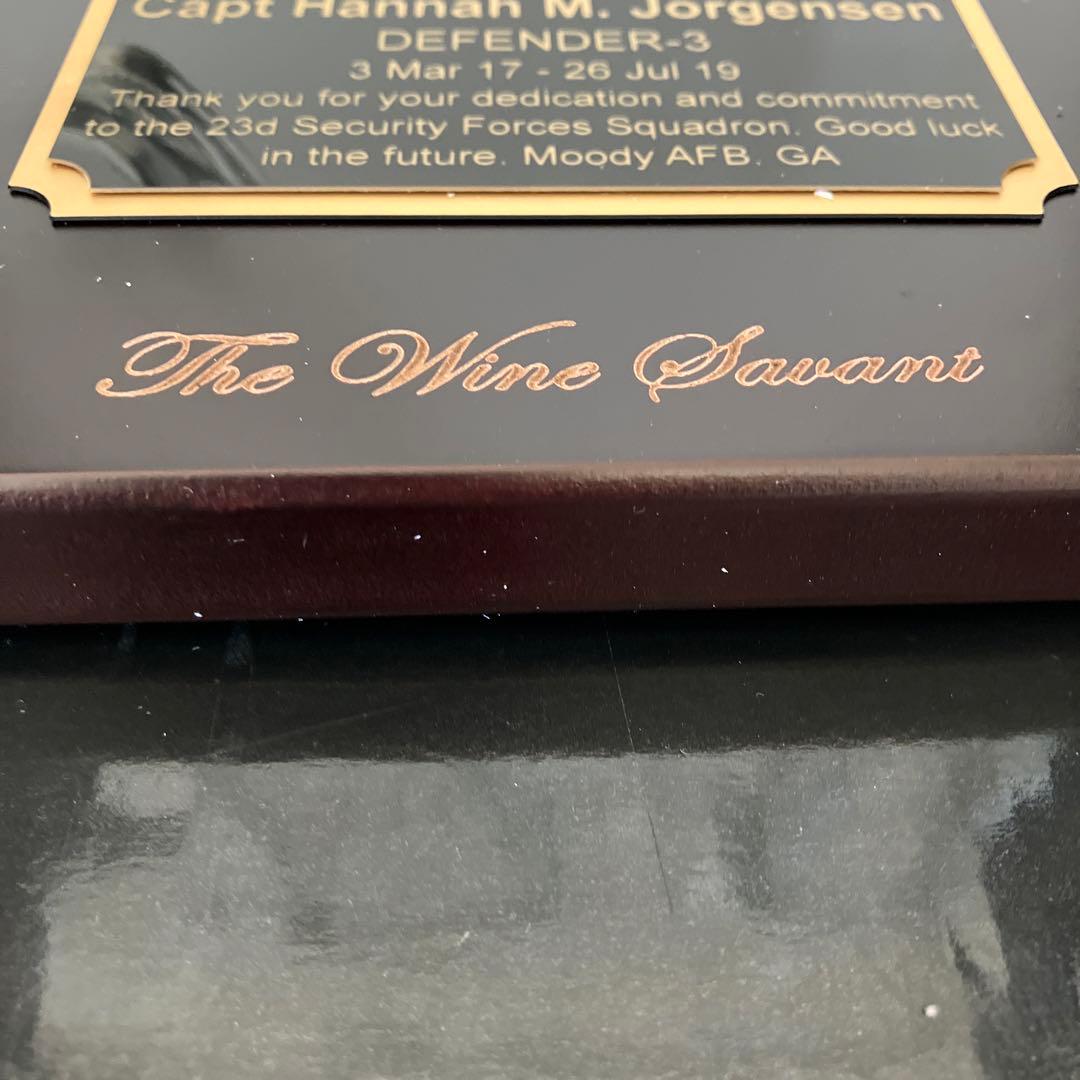 Capt Hannah M. Jorgensen
DEFENDER-3
3 Mar 17 - 26 Jul 19
Thank you for your dedication and commitment
to the 23d Security Forces Squadron. Good luck
in the future. Moody AFB, GA
The Wine Savant